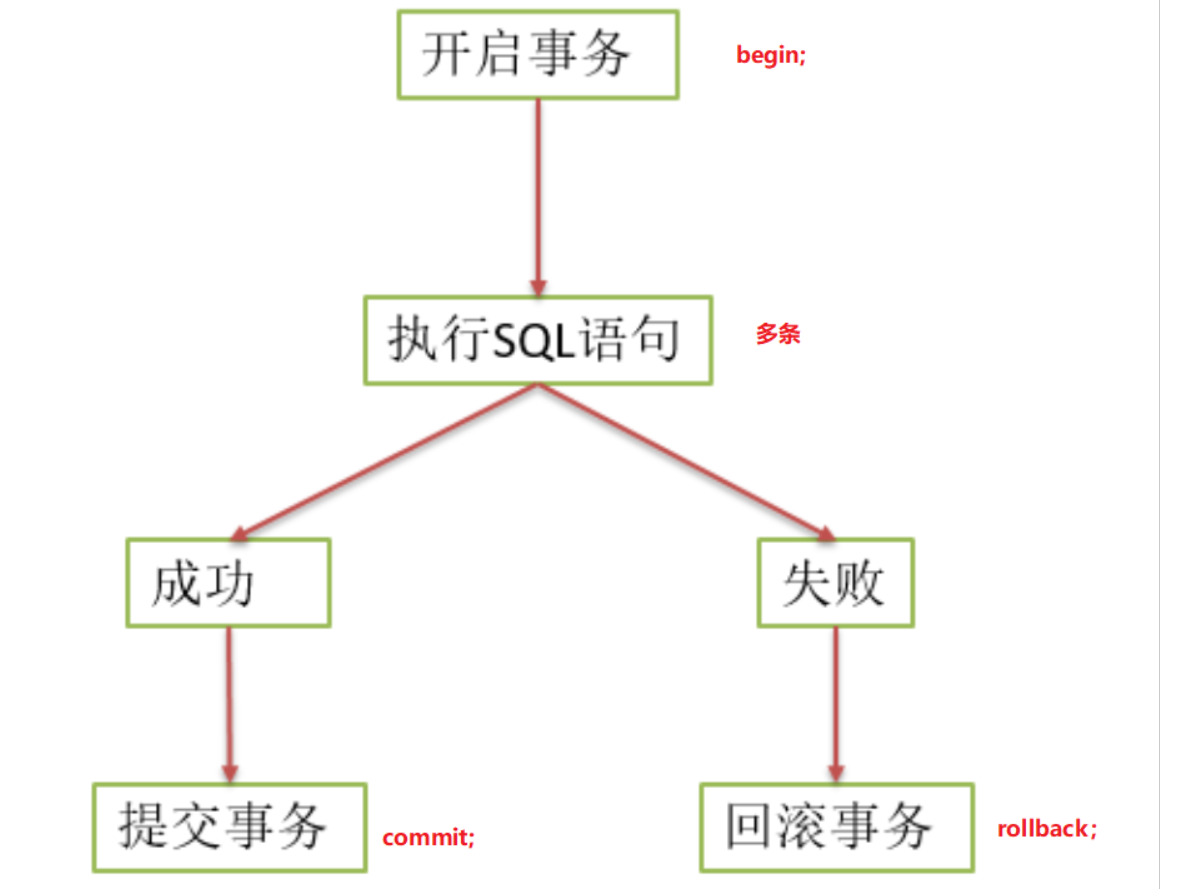 开启事务
begin;
执行SQL语句
多条
成功
失败
提交事务
commit;
回滚事务
rollback;